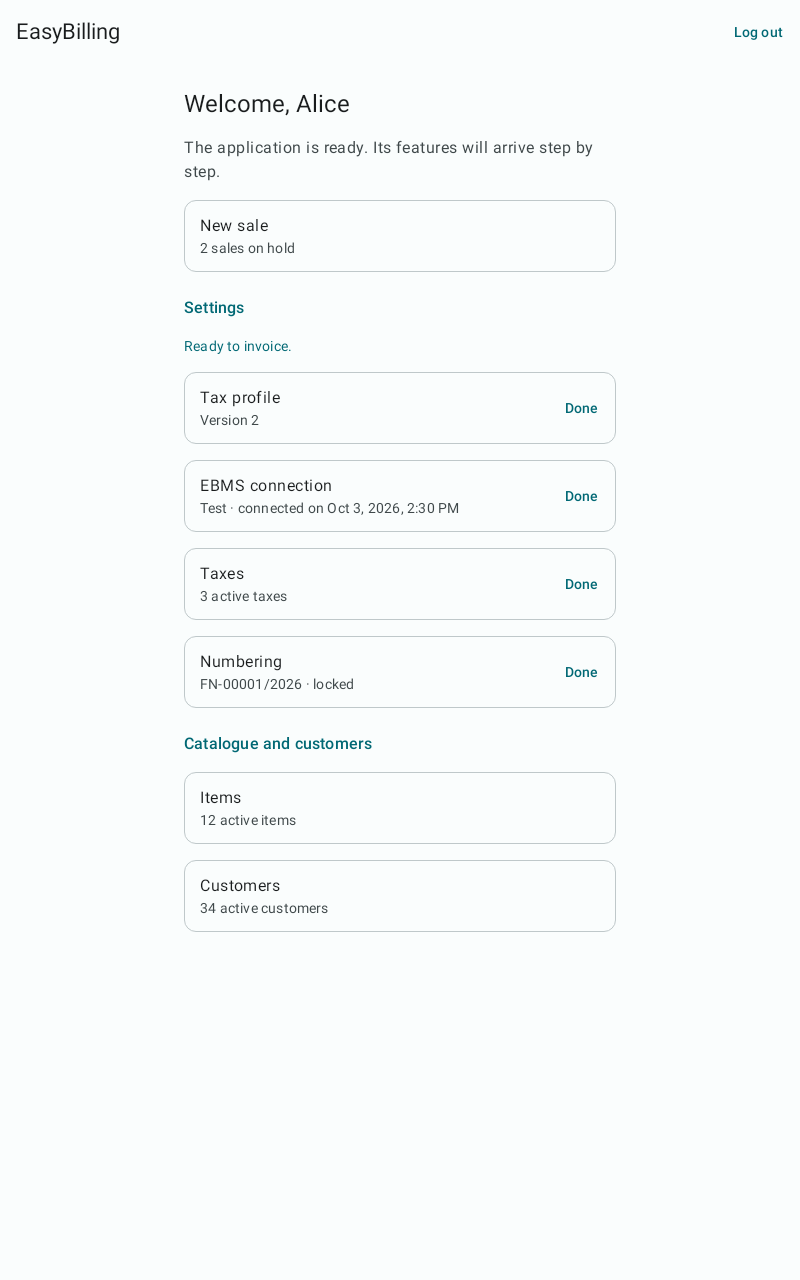 EasyBilling
Log out
Welcome, Alice
The application is ready. Its features will arrive step by
step.
New sale
2 sales on hold
Settings
Ready to invoice.
Tax profile
Version 2
Done
EBMS connection
Test · connected on Oct 3, 2026, 2:30 PM
Done
Taxes
3 active taxes
Done
Numbering
FN-00001/2026 · locked
Done
Catalogue and customers
Items
12 active items
Customers
34 active customers